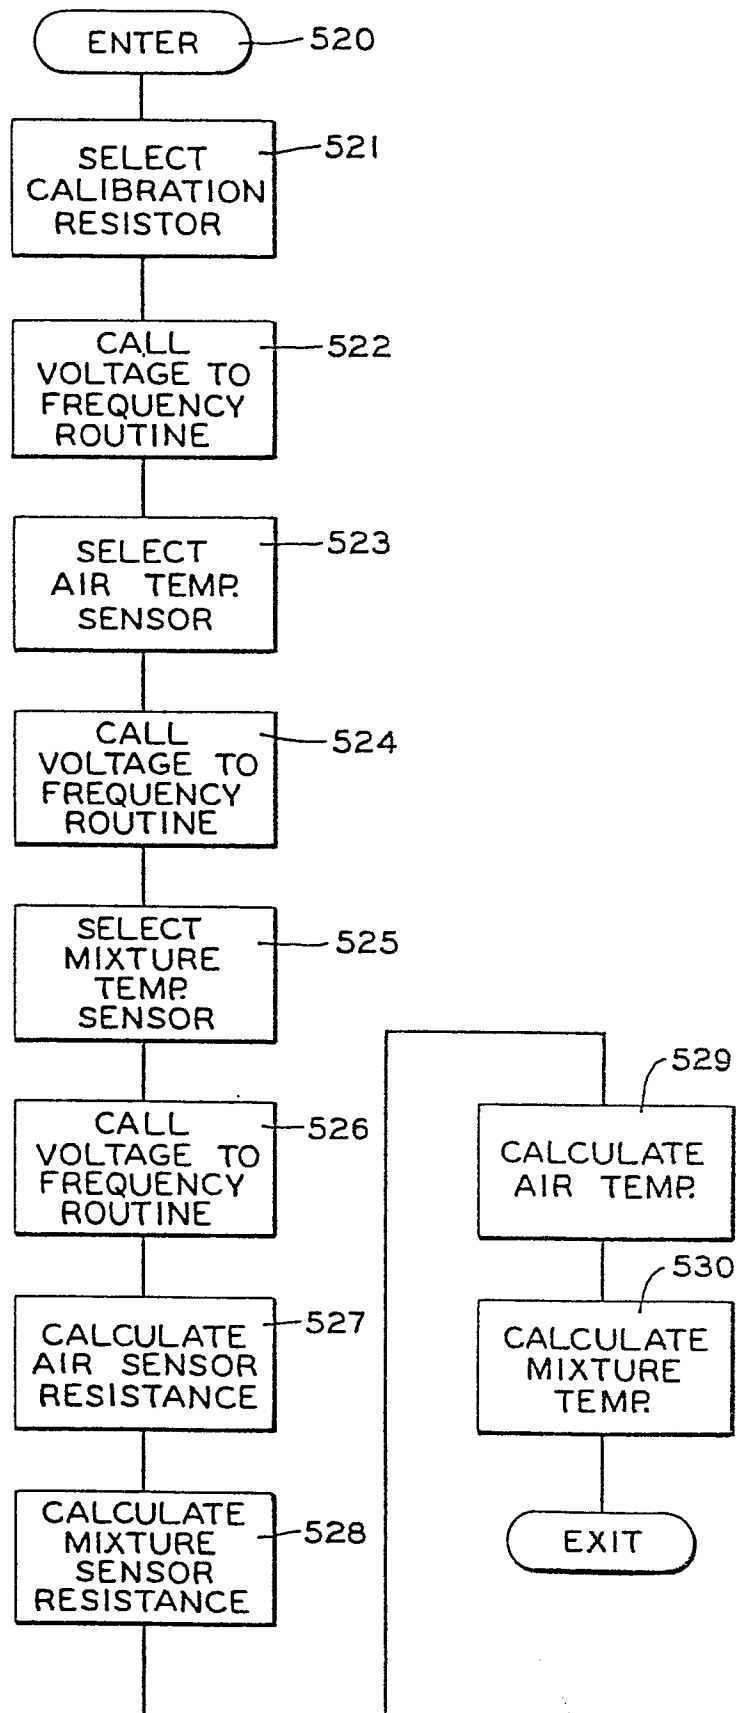 ENTER
520
SELECT
CALIBRATION
RESISTOR
521
CALL
VOLTAGE TO
FREQUENCY
ROUTINE
522
SELECT
AIR TEMP.
SENSOR
523
CALL
VOLTAGE TO
FREQUENCY
ROUTINE
524
SELECT
MIXTURE
TEMP.
SENSOR
525
CALL
VOLTAGE TO
FREQUENCY
ROUTINE
526
CALCULATE
AIR SENSOR
RESISTANCE
527
CALCULATE
MIXTURE
SENSOR
RESISTANCE
528
529
CALCULATE
AIR TEMP.
530
CALCULATE
MIXTURE
TEMP.
EXIT